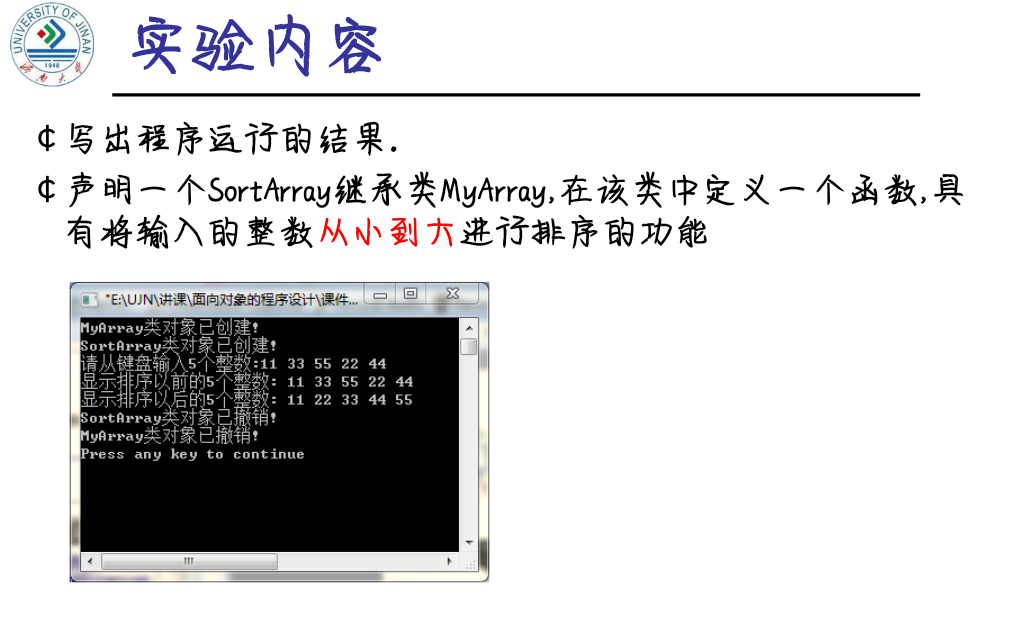 UNIVERSITY OF JINAN
1948
济南大学
实验内容
¢ 写出程序运行的结果.
¢ 声明一个SortArray继承类MyArray,在该类中定义一个函数,具
有将输入的整数从小到大进行排序的功能
"E:\UJN\讲课\面向对象的程序设计\课件...
MyArray类对象已创建!
SortArray类对象已创建!
请从键盘输入5个整数:11 33 55 22 44
显示排序以前的5个整数: 11 33 55 22 44
显示排序以后的5个整数: 11 22 33 44 55
SortArray类对象已撤销!
MyArray类对象已撤销!
Press any key to continue